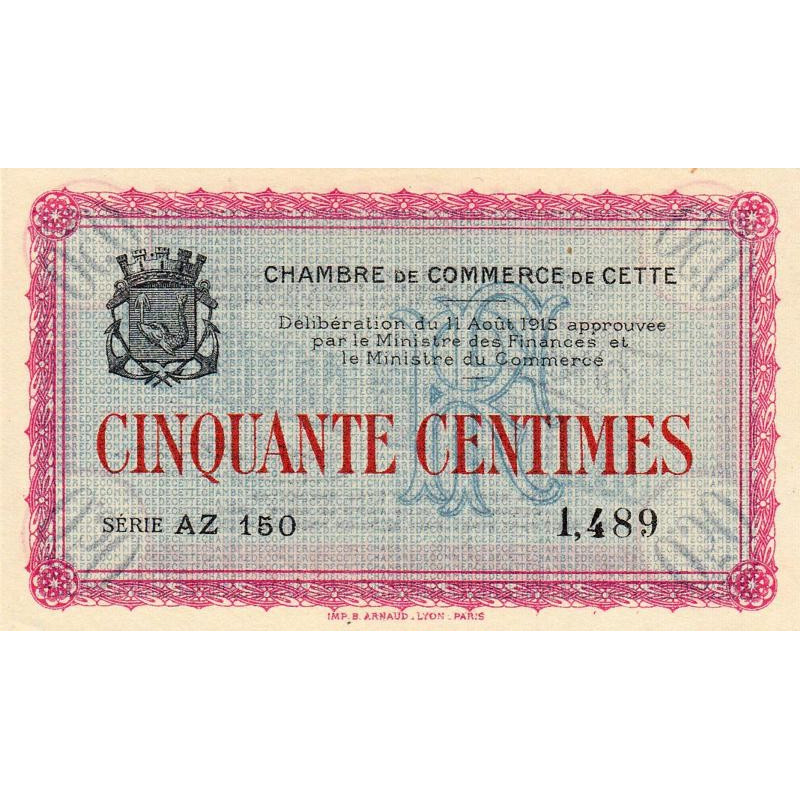 CHAMBRE DE COMMERCE DE CETTE
Délibération du 11 Août 1915 approuvée
par le Ministre des Finances et
le Ministre du Commerce
CINQUANTE CENTIMES
SÉRIE AZ 150 1,489
IMP. B. ARNAUD . LYON . PARIS